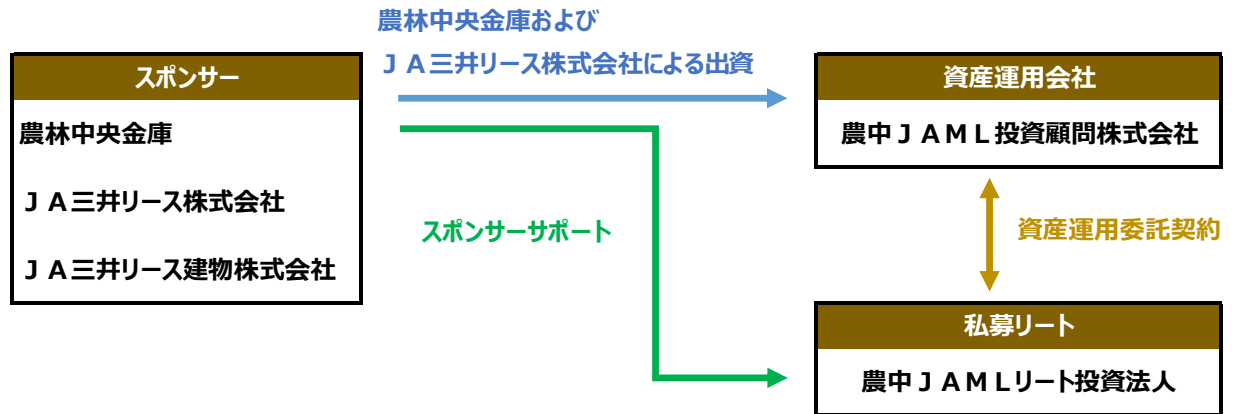 農林中央金庫および
ＪＡ三井リース株式会社による出資
スポンサー
農林中央金庫
ＪＡ三井リース株式会社
ＪＡ三井リース建物株式会社
スポンサーサポート
資産運用会社
農中ＪＡＭＬ投資顧問株式会社
資産運用委託契約
私募リート
農中ＪＡＭＬリート投資法人